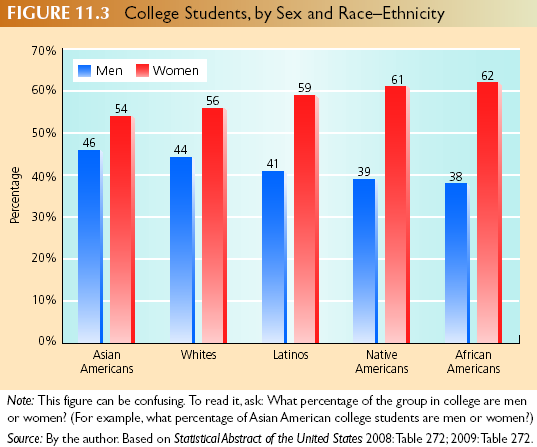 FIGURE 11.3 College Students, by Sex and Race–Ethnicity
70%
Men Women
60%
50%
40%
30%
20%
10%
0%
Percentage
46 54 44 56 41 59 39 61 38 62
Asian Americans
Whites
Latinos
Native Americans
African Americans
Note: This figure can be confusing. To read it, ask: What percentage of the group in college are men
or women? (For example, what percentage of Asian American college students are men or women?)
Source: By the author. Based on Statistical Abstract of the United States 2008: Table 272; 2009: Table 272.